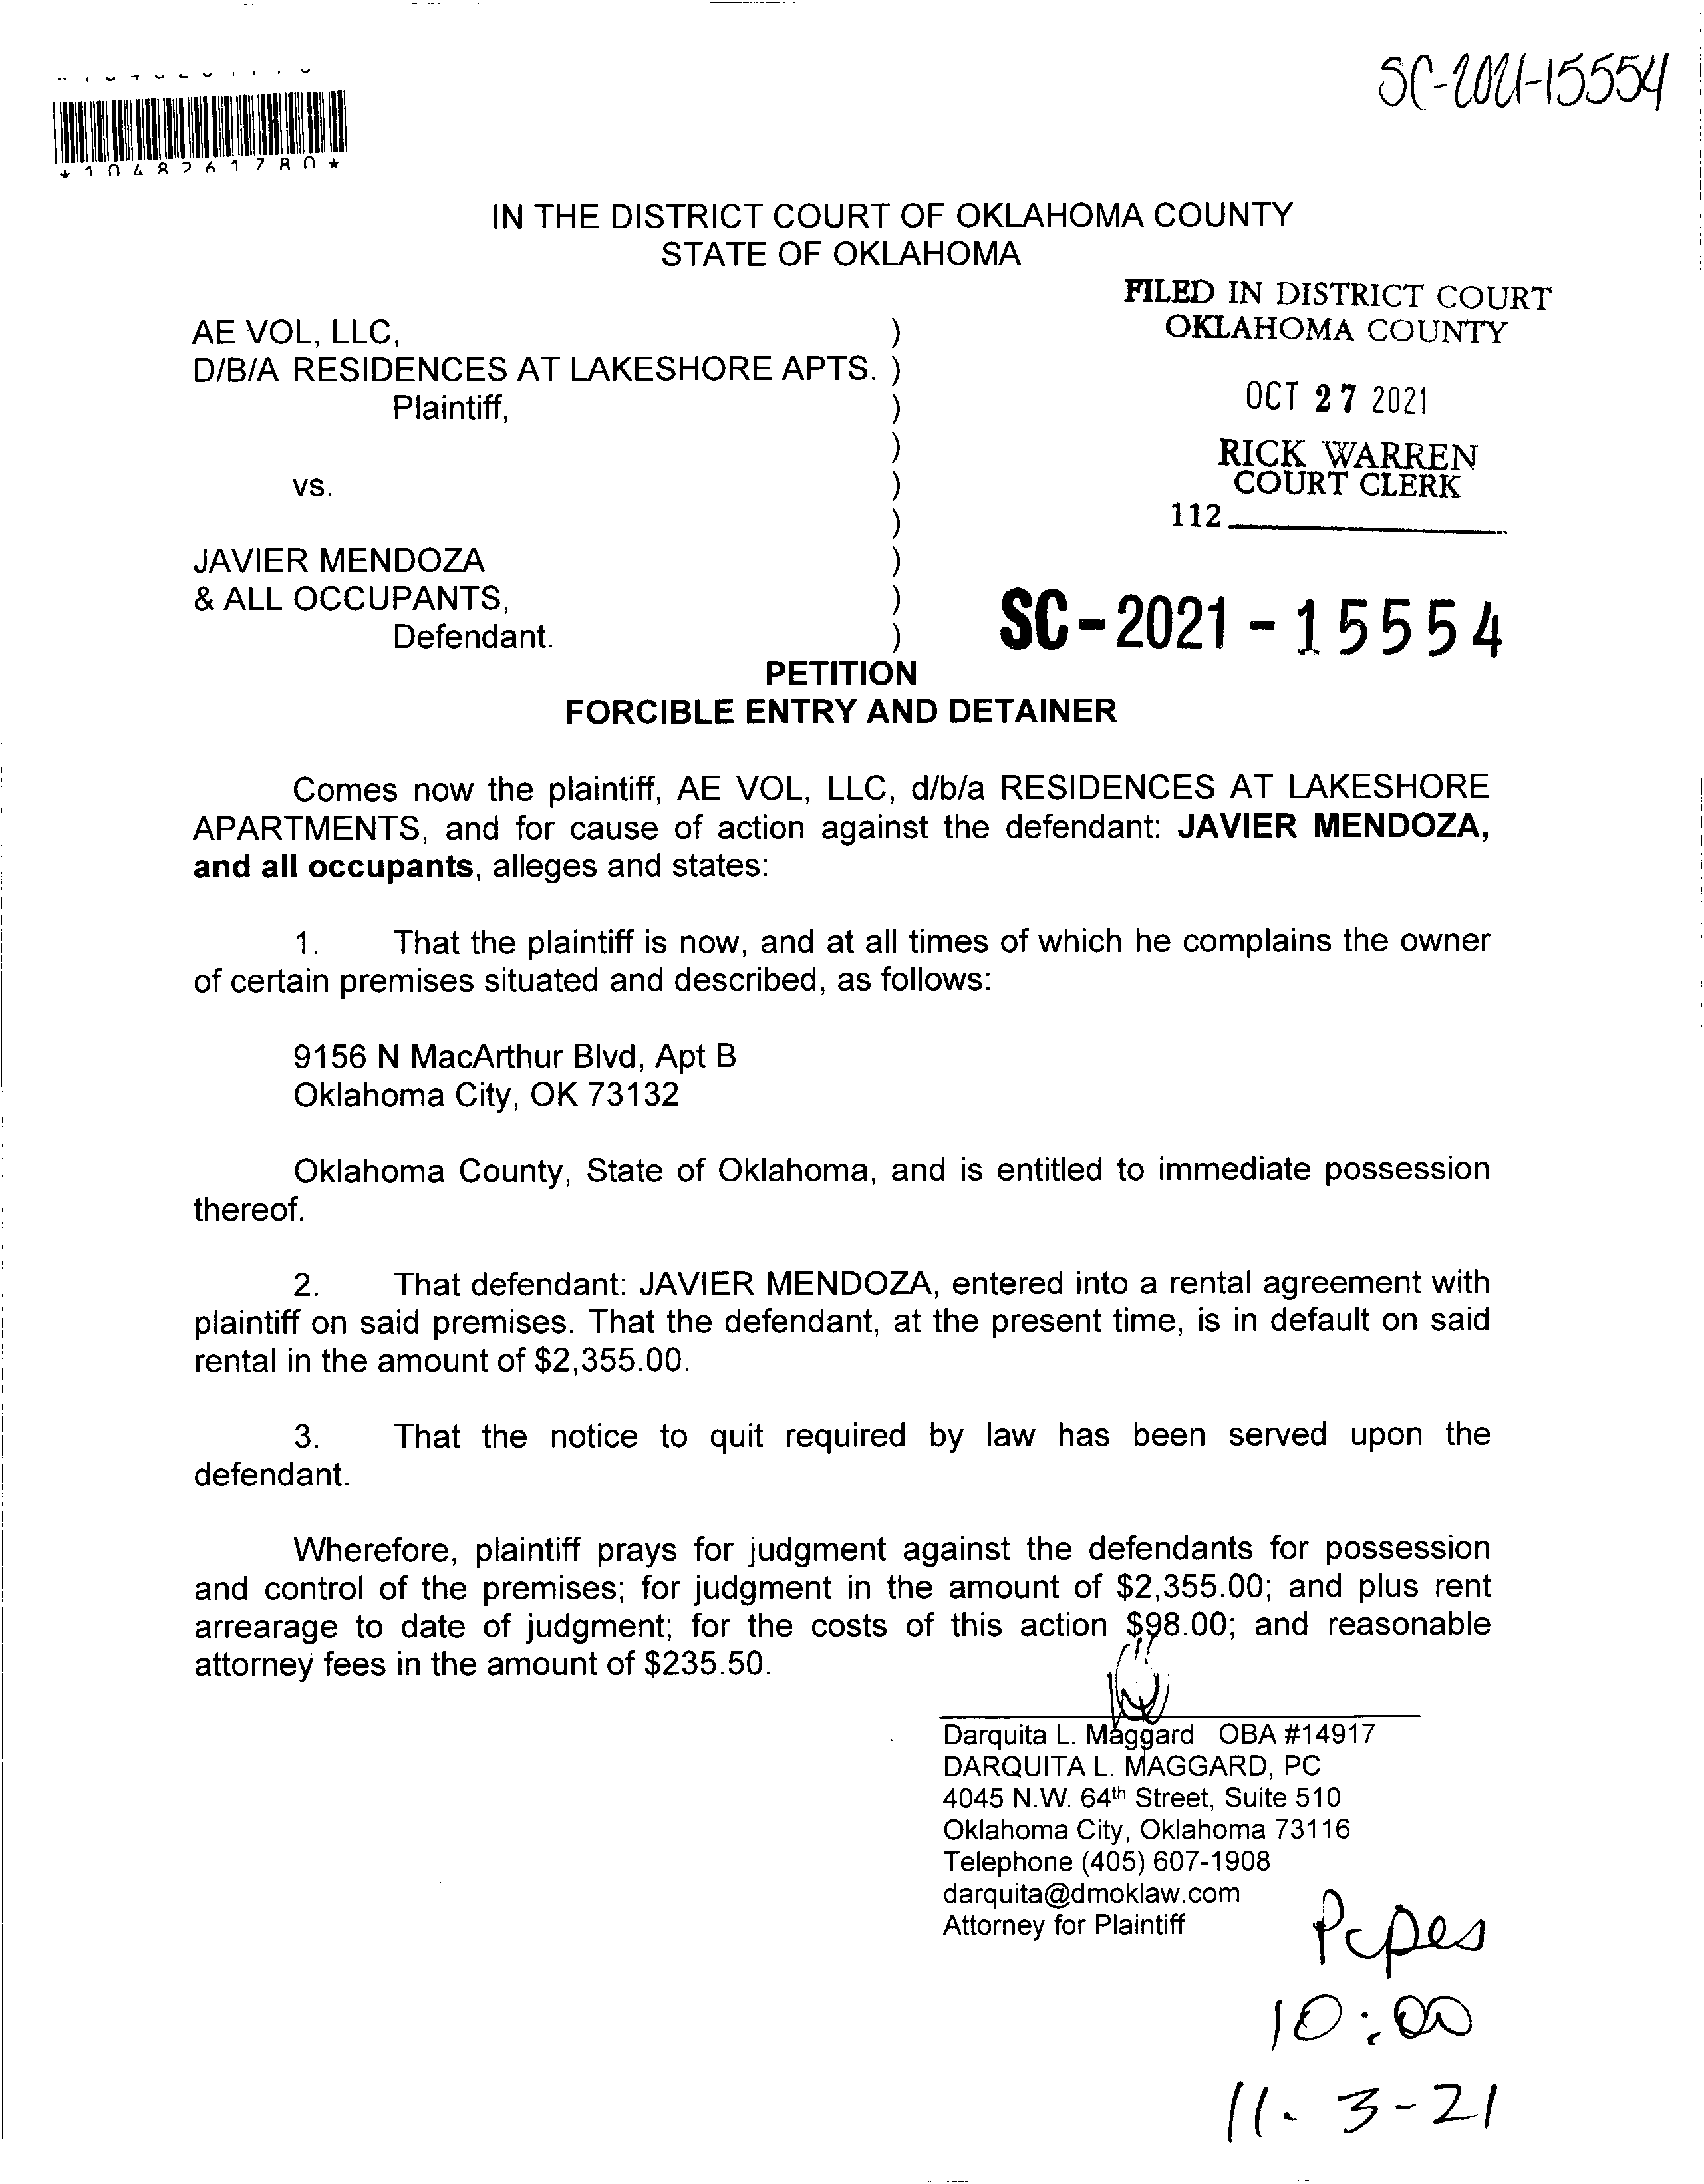 SC-2021-15554
*1048261780*
IN THE DISTRICT COURT OF OKLAHOMA COUNTY
STATE OF OKLAHOMA
FILED IN DISTRICT COURT
OKLAHOMA COUNTY
OCT 27 2021
RICK WARREN
COURT CLERK
112
AE VOL, LLC, )
D/B/A RESIDENCES AT LAKESHORE APTS. )
Plaintiff, )
)
vs. )
)
JAVIER MENDOZA )
& ALL OCCUPANTS, )
Defendant. )
SC-2021-15554
PETITION
FORCIBLE ENTRY AND DETAINER
Comes now the plaintiff, AE VOL, LLC, d/b/a RESIDENCES AT LAKESHORE
APARTMENTS, and for cause of action against the defendant: JAVIER MENDOZA,
and all occupants, alleges and states:
1. That the plaintiff is now, and at all times of which he complains the owner
of certain premises situated and described, as follows:
9156 N MacArthur Blvd, Apt B
Oklahoma City, OK 73132
Oklahoma County, State of Oklahoma, and is entitled to immediate possession
thereof.
2. That defendant: JAVIER MENDOZA, entered into a rental agreement with
plaintiff on said premises. That the defendant, at the present time, is in default on said
rental in the amount of $2,355.00.
3. That the notice to quit required by law has been served upon the
defendant.
Wherefore, plaintiff prays for judgment against the defendants for possession
and control of the premises; for judgment in the amount of $2,355.00; and plus rent
arrearage to date of judgment; for the costs of this action $98.00; and reasonable
attorney fees in the amount of $235.50.
Darquita L. Maggard OBA #14917
DARQUITA L. MAGGARD, PC
4045 N.W. 64th Street, Suite 510
Oklahoma City, Oklahoma 73116
Telephone (405) 607-1908
darquita@dmoklaw.com
Attorney for Plaintiff
10:00
11-3-21